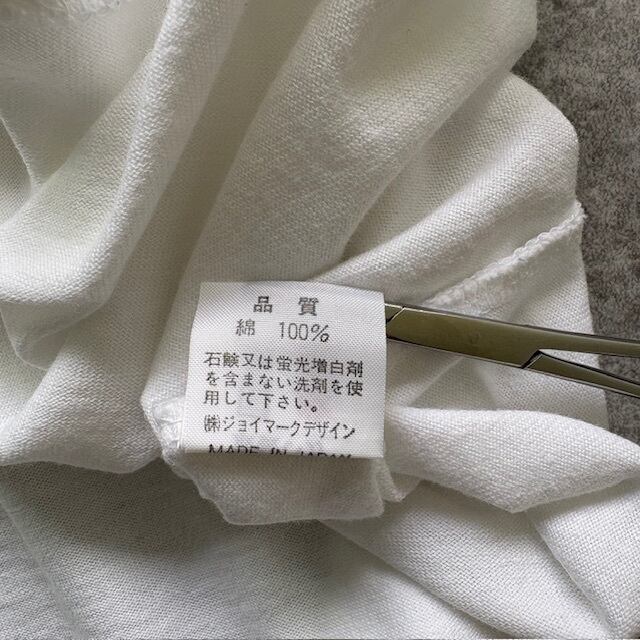 品質
綿 100%
石鹸又は蛍光増白剤
を含まない洗剤を使
用して下さい。
㈱ジョイマークデザイン
MADE IN JAPAN